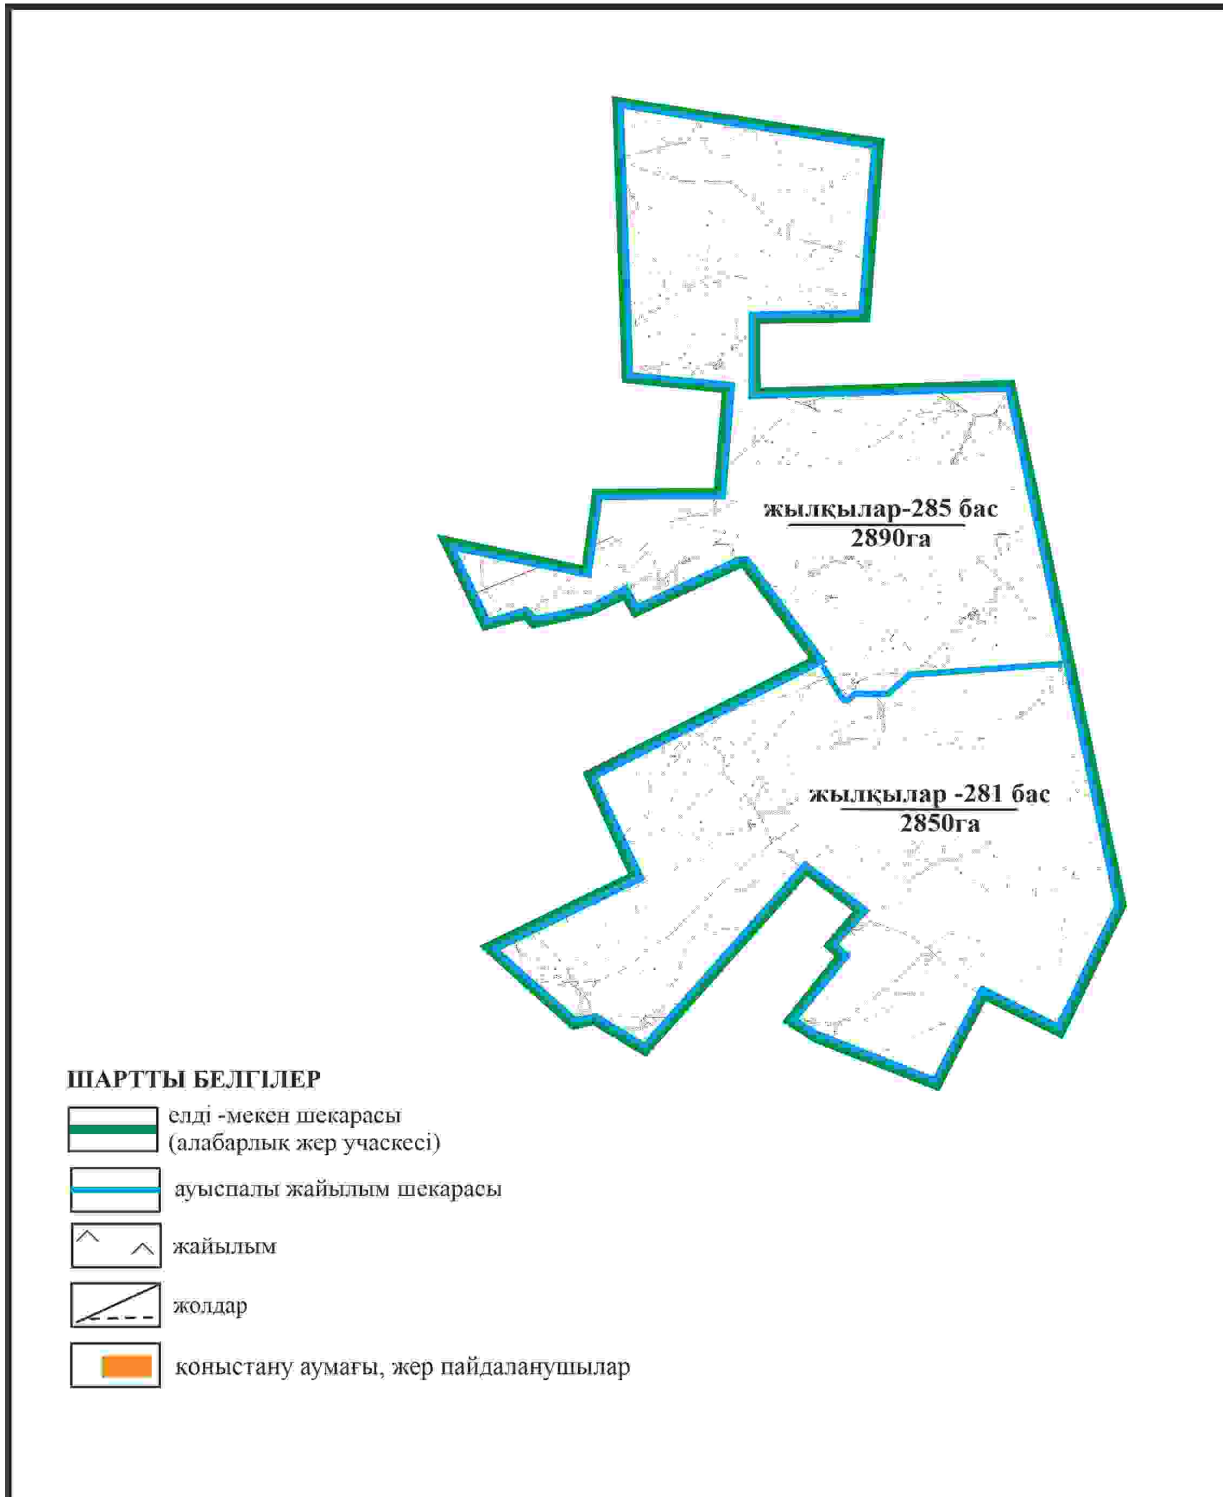 жылқылар-285 бас
2890га
жылқылар -281 бас
2850га
ШАРТТЫ БЕЛГІЛЕР
елді -мекен шекарасы
(алабарлық жер учаскесі)
ауыспалы жайылым шекарасы
жайылым
жолдар
қоныстану аумағы, жер пайдаланушылар